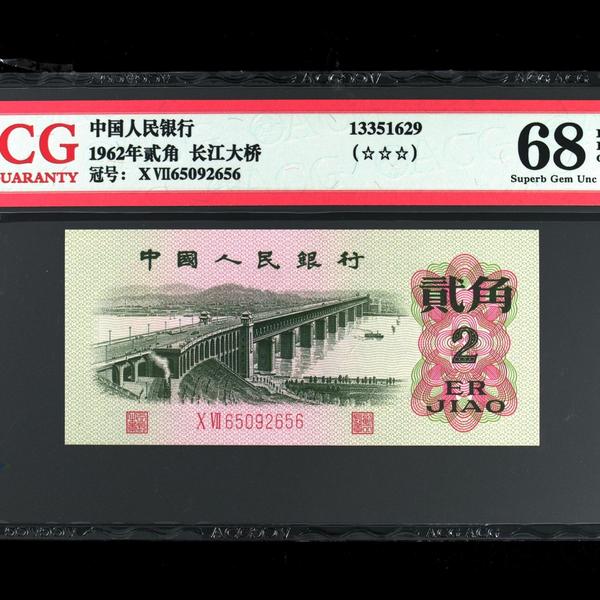 CG
UARANTY
中国人民银行
1962年贰角 长江大桥
冠号: X VII65092656
13351629
(☆☆☆)
68
Superb Gem Unc
中國人民銀行
貳角
2
ER
JIAO
X VII 65092656